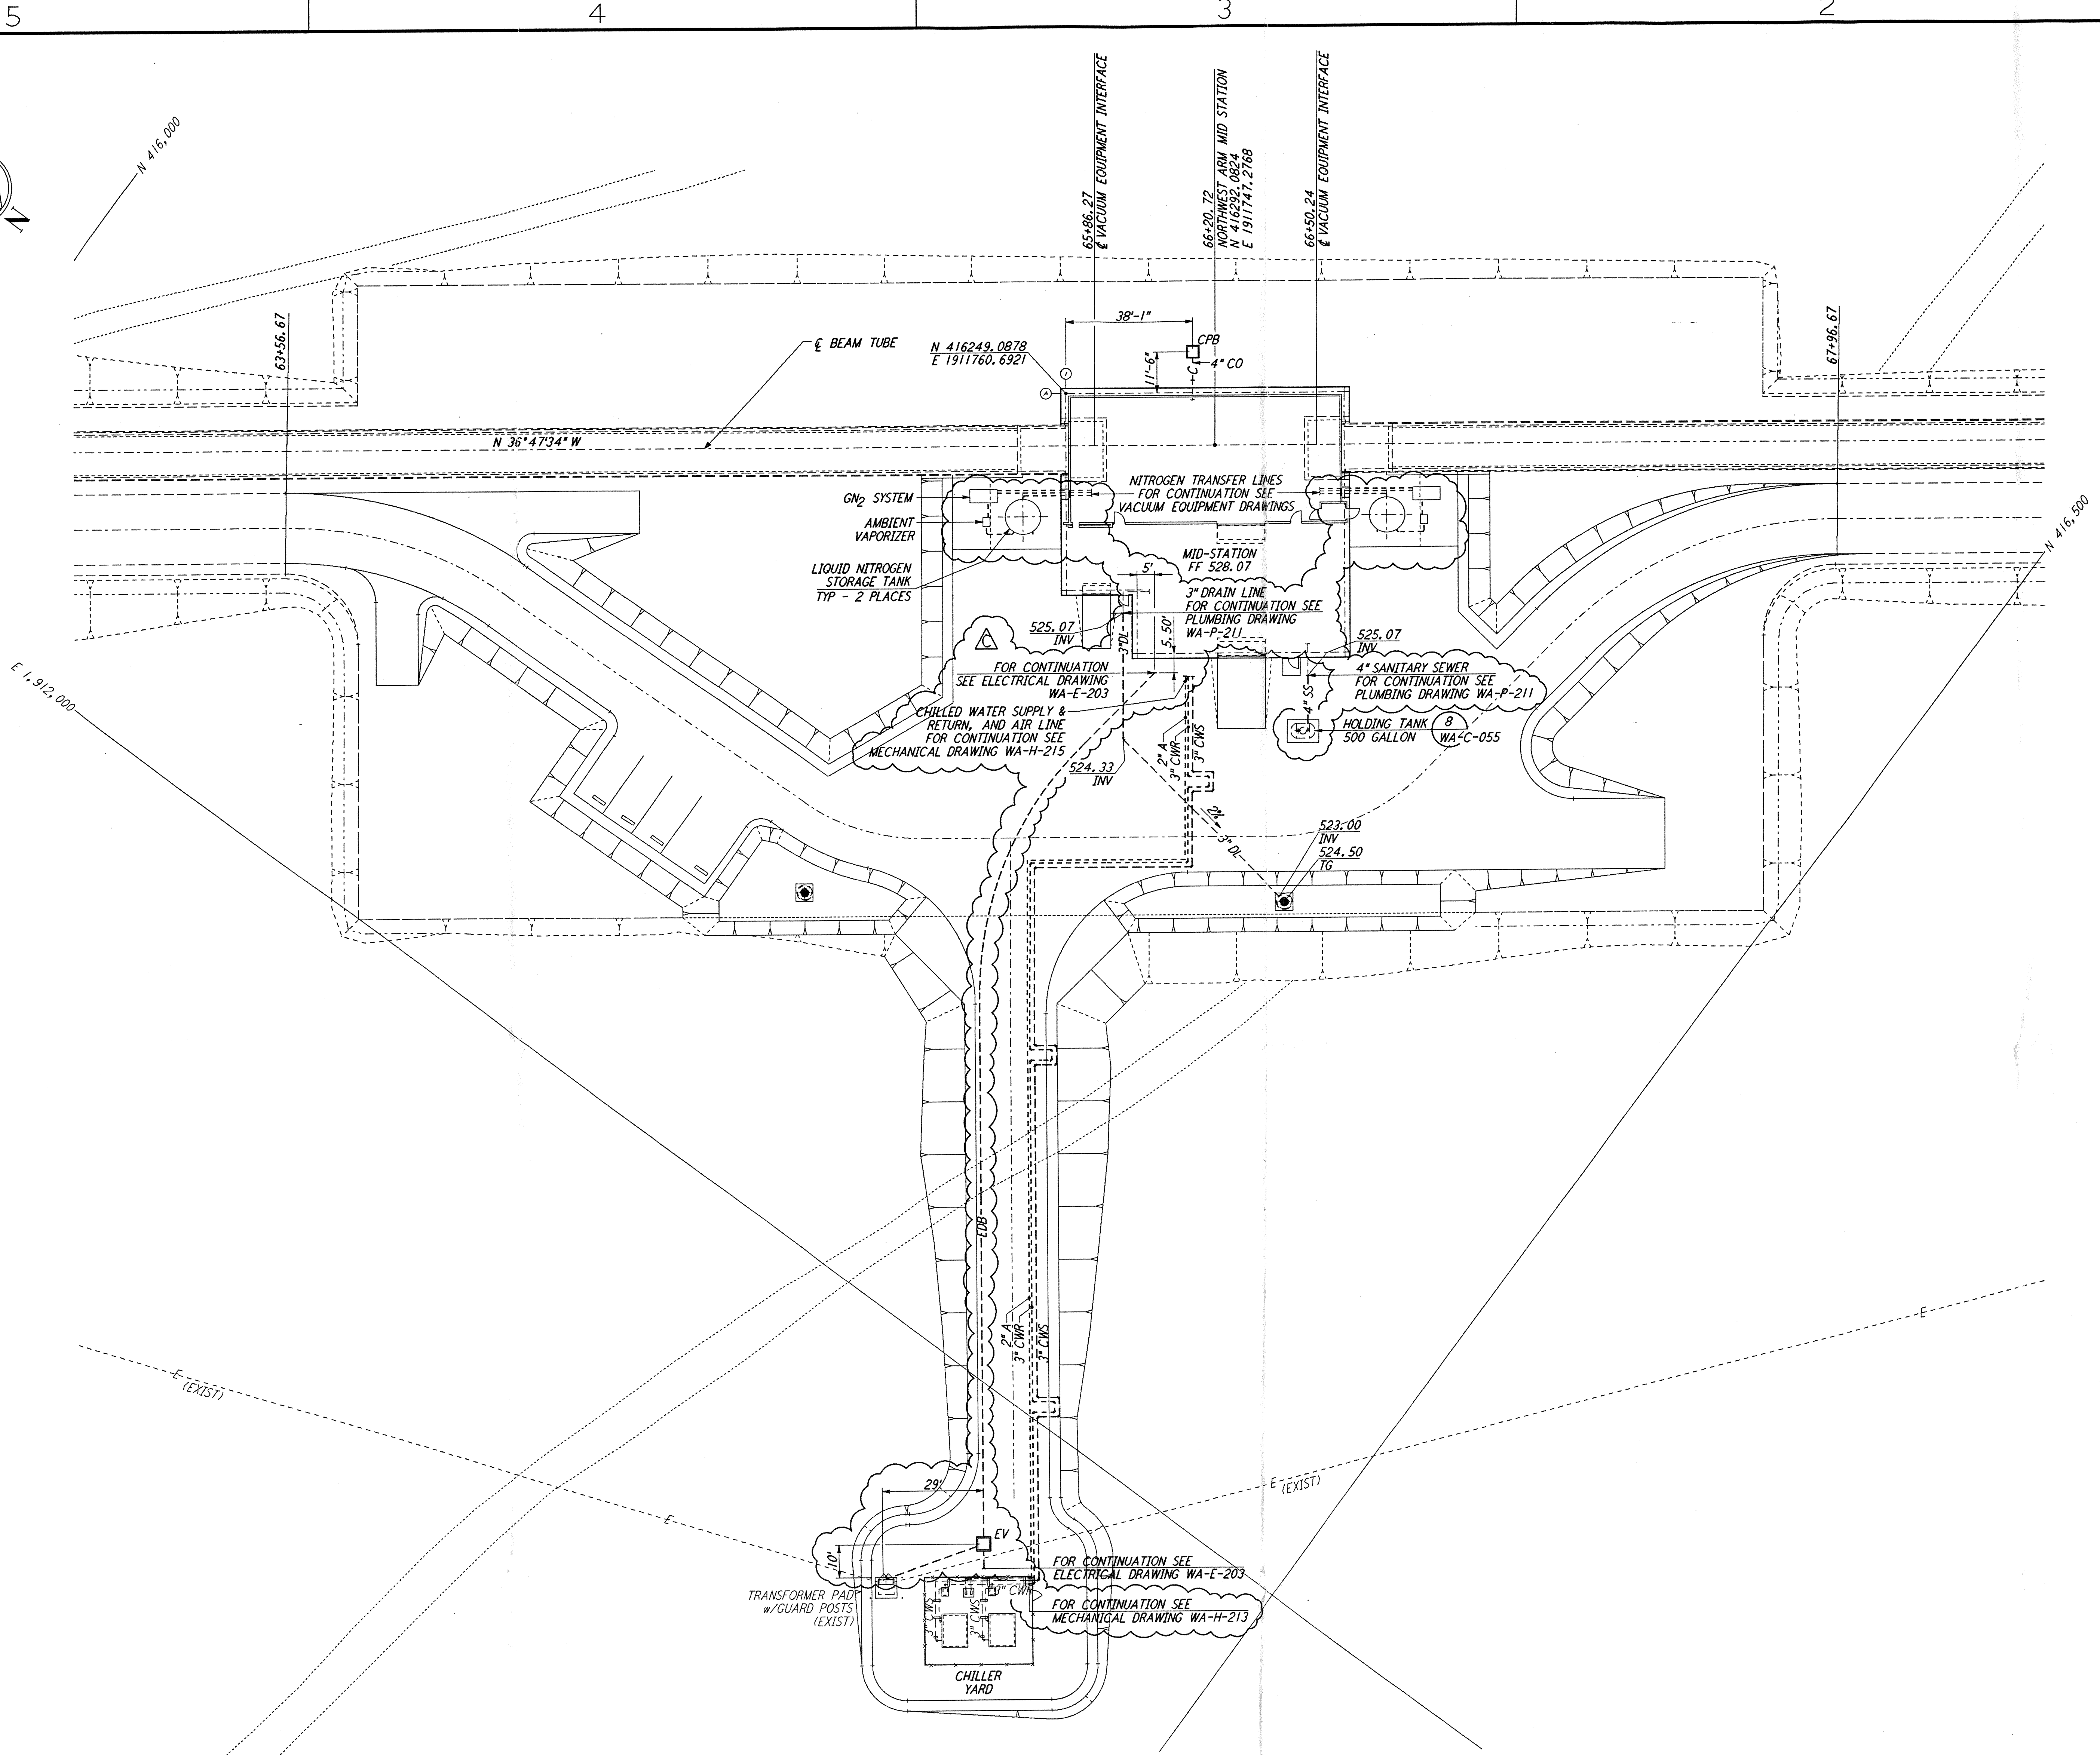 5
4
3
2
N
N 416,000
65+86.27
℄ VACUUM EQUIPMENT INTERFACE
66+20.72
NORTHWEST ARM MID STATION
N 416292.0824
E 1911747.2768
66+50.24
℄ VACUUM EQUIPMENT INTERFACE
63+56.67
℄ BEAM TUBE
N 416249.0878
E 1911760.6921
38'-1"
CPB
11'-6"
C
4" CO
1
A
67+96.67
N 36°47'34" W
GN2 SYSTEM
AMBIENT
VAPORIZER
LIQUID NITROGEN
STORAGE TANK
TYP - 2 PLACES
NITROGEN TRANSFER LINES
FOR CONTINUATION SEE
VACUUM EQUIPMENT DRAWINGS
MID-STATION
FF 528.07
5'
3" DRAIN LINE
FOR CONTINUATION SEE
PLUMBING DRAWING
WA-P-211
525.07
INV
3"DL
5.50'
C
FOR CONTINUATION
SEE ELECTRICAL DRAWING
WA-E-203
525.07
INV
4" SANITARY SEWER
FOR CONTINUATION SEE
PLUMBING DRAWING WA-P-211
4" SS
CHILLED WATER SUPPLY &
RETURN, AND AIR LINE
FOR CONTINUATION SEE
MECHANICAL DRAWING WA-H-215
HOLDING TANK
500 GALLON
8
WA-C-055
524.33
INV
2" A
3" CWR
3" CWS
2%
3" DL
523.00
INV
524.50
TG
N 416,500
E 1,912,000
EDB
2" A
3" CWR
3" CWS
E
(EXIST)
E
E
(EXIST)
E
29'
10'
EV
TRANSFORMER PAD
w/GUARD POSTS
(EXIST)
FOR CONTINUATION SEE
ELECTRICAL DRAWING WA-E-203
3" CWR
3" CWS
3" CWS
FOR CONTINUATION SEE
MECHANICAL DRAWING WA-H-213
CHILLER
YARD